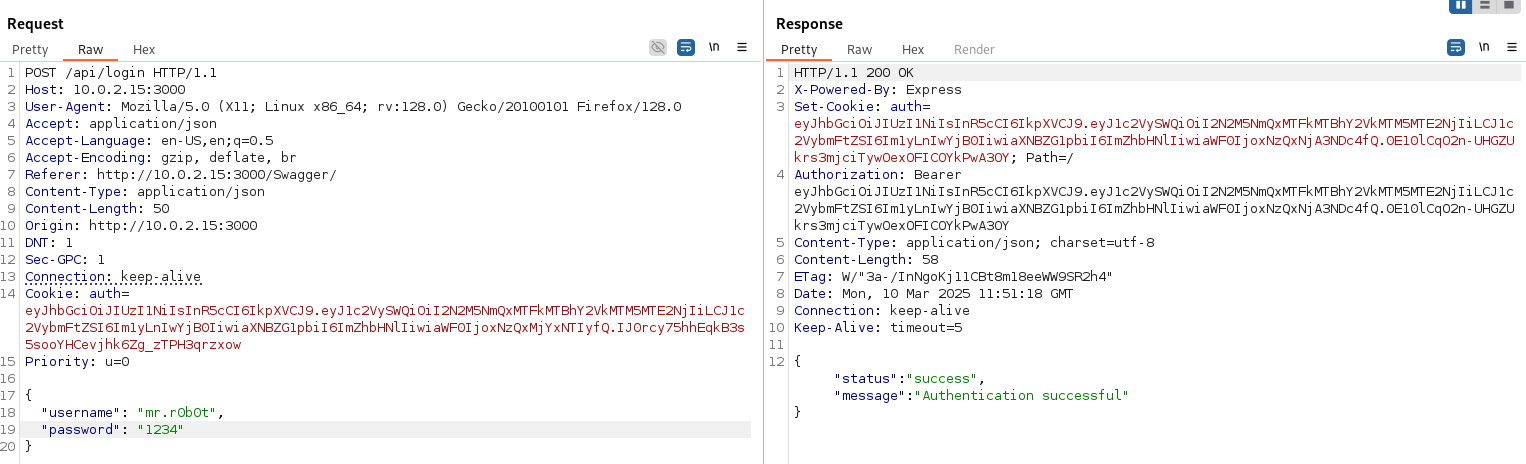 Request
Pretty Raw Hex
\n
1 POST /api/login HTTP/1.1
2 Host: 10.0.2.15:3000
3 User-Agent: Mozilla/5.0 (X11; Linux x86_64; rv:128.0) Gecko/20100101 Firefox/128.0
4 Accept: application/json
5 Accept-Language: en-US,en;q=0.5
6 Accept-Encoding: gzip, deflate, br
7 Referer: http://10.0.2.15:3000/Swagger/
8 Content-Type: application/json
9 Content-Length: 50
10 Origin: http://10.0.2.15:3000
11 DNT: 1
12 Sec-GPC: 1
13 Connection: keep-alive
14 Cookie: auth=
eyJhbGciOiJIUzI1NiIsInR5cCI6IkpXVCJ9.eyJ1c2VySWQiOiI2N2M5NmQxMTFkMTBhY2VkMTM5MTE2NjIiLCJ1c
2VybmFtZSI6Im1yLnIwYjB0IiwiaXNBZG1pbiI6ImZhbHNlIiwiaWF0IjoxNzQxMjYxNTIyfQ.IJ0rcy75hhEqkB3s
5sooYHCevjhk6Zg_zTPH3qrzxow
15 Priority: u=0
16
17 {
18 "username": "mr.r0b0t",
19 "password": "1234"
20 }
Response
Pretty Raw Hex Render
\n
1 HTTP/1.1 200 OK
2 X-Powered-By: Express
3 Set-Cookie: auth=
eyJhbGciOiJIUzI1NiIsInR5cCI6IkpXVCJ9.eyJ1c2VySWQiOiI2N2M5NmQxMTFkMTBhY2VkMTM5MTE2NjIiLCJ1c
2VybmFtZSI6Im1yLnIwYjB0IiwiaXNBZG1pbiI6ImZhbHNlIiwiaWF0IjoxNzQxNjA3NDc4fQ.0E10lCqO2n-UHGZU
krs3mjciTywOexOFICOYkPwA3OY; Path=/
4 Authorization: Bearer
eyJhbGciOiJIUzI1NiIsInR5cCI6IkpXVCJ9.eyJ1c2VySWQiOiI2N2M5NmQxMTFkMTBhY2VkMTM5MTE2NjIiLCJ1c
2VybmFtZSI6Im1yLnIwYjB0IiwiaXNBZG1pbiI6ImZhbHNlIiwiaWF0IjoxNzQxNjA3NDc4fQ.0E10lCqO2n-UHGZU
krs3mjciTywOexOFICOYkPwA3OY
5 Content-Type: application/json; charset=utf-8
6 Content-Length: 58
7 ETag: W/"3a-/InNgoKj11CBt8m18eeWW9SR2h4"
8 Date: Mon, 10 Mar 2025 11:51:18 GMT
9 Connection: keep-alive
10 Keep-Alive: timeout=5
11
12 {
"status":"success",
"message":"Authentication successful"
}